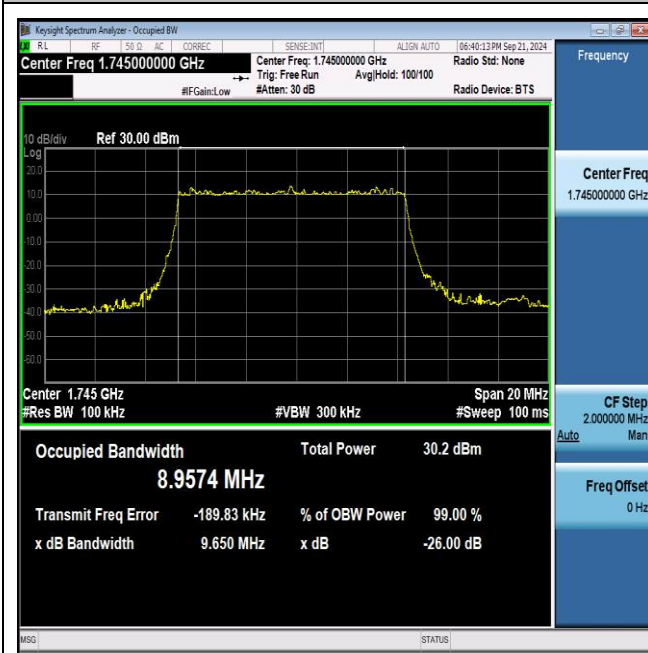 Keysight Spectrum Analyzer - Occupied BW
RL RF 50 Ω AC CORREC SENSE:INT ALIGN AUTO 06:40:13 PM Sep 21, 2024
Center Freq 1.745000000 GHz Center Freq: 1.745000000 GHz Radio Std: None
Trig: Free Run Avg|Hold: 100/100
#IFGain:Low #Atten: 30 dB Radio Device: BTS
10 dB/div Ref 30.00 dBm
Log
20.0
10.0
0.00
-10.0
-20.0
-30.0
-40.0
-50.0
-60.0
Center 1.745 GHz Span 20 MHz
#Res BW 100 kHz #VBW 300 kHz #Sweep 100 ms
Occupied Bandwidth Total Power 30.2 dBm
8.9574 MHz
Transmit Freq Error -189.83 kHz % of OBW Power 99.00 %
x dB Bandwidth 9.650 MHz x dB -26.00 dB
MSG STATUS
Frequency
Center Freq
1.745000000 GHz
CF Step
2.000000 MHz
Auto Man
Freq Offset
0 Hz